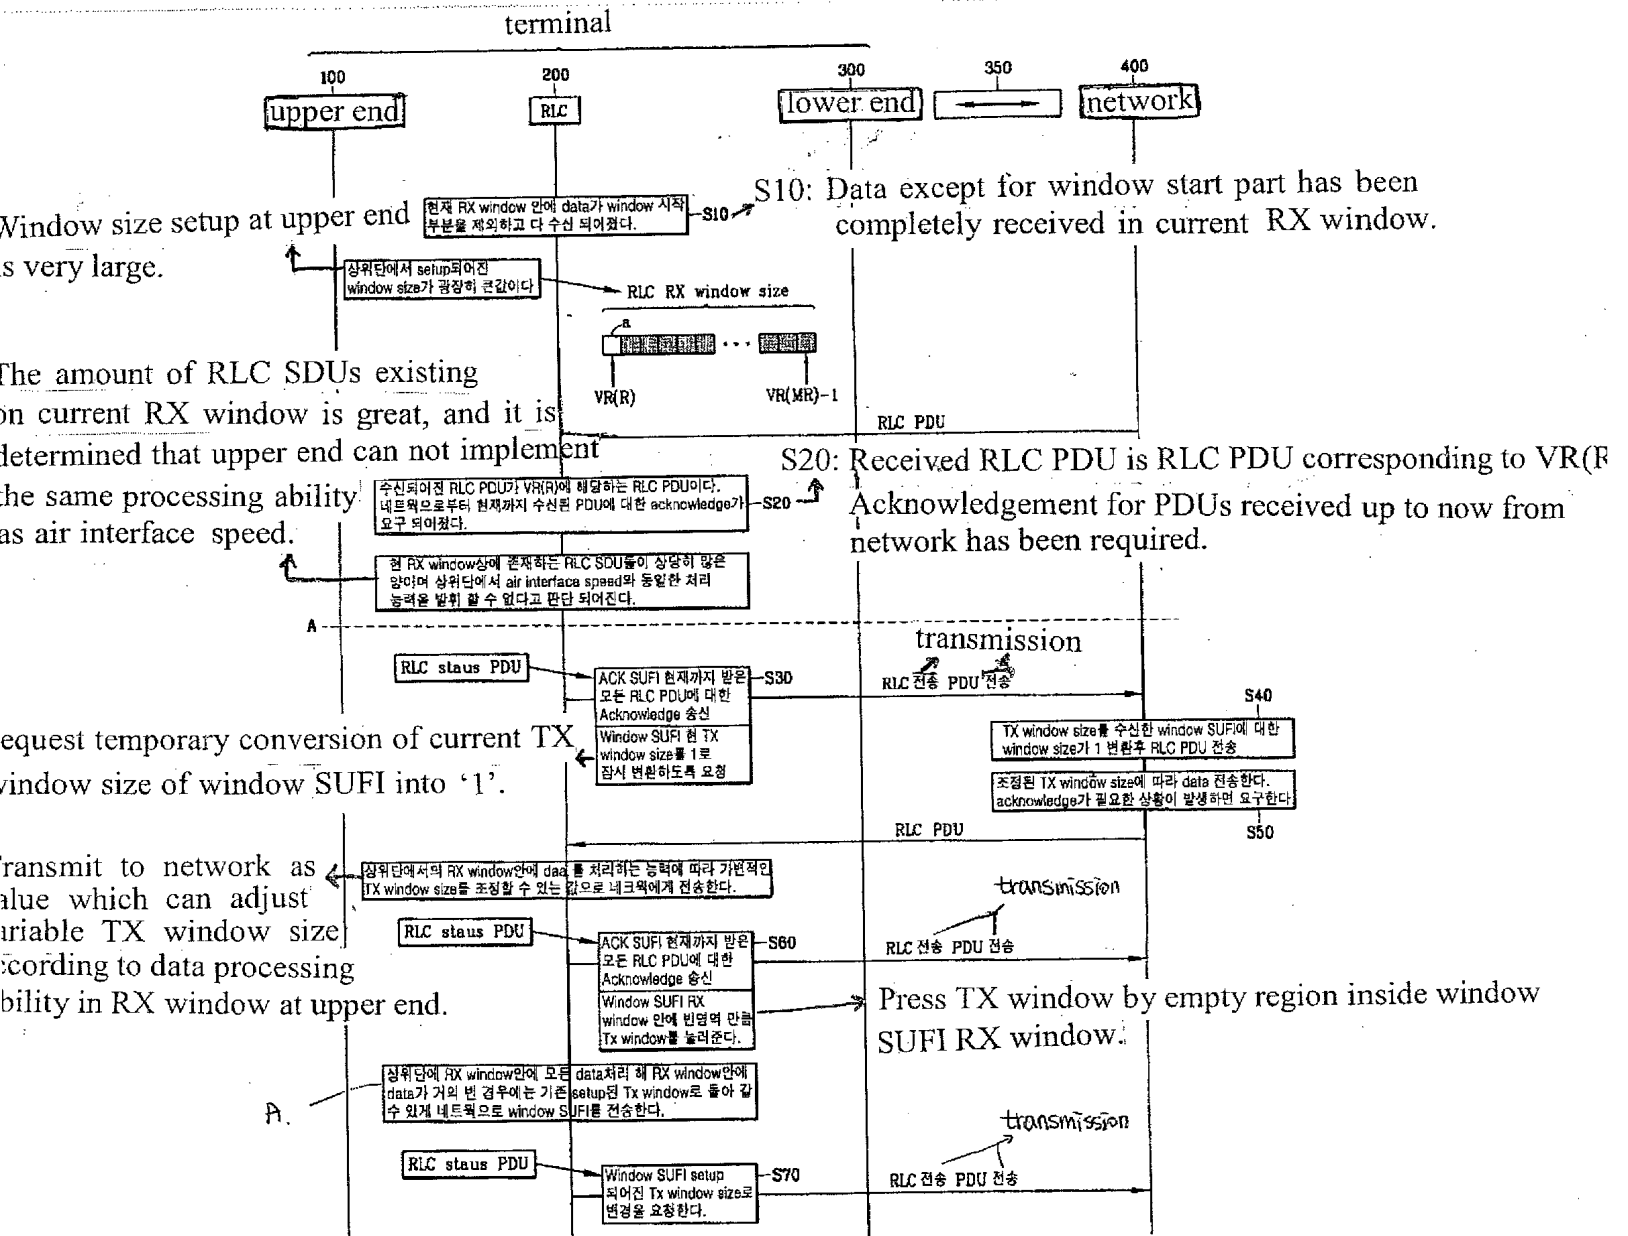 terminal
100
200
300
350
400
upper end
RLC
lower end
network
현재 RX window 안에 data가 window 시작
부분을 제외하고 다 수신 되어졌다.
S10
S10: Data except for window start part has been
completely received in current RX window.
Window size setup at upper end
is very large.
상위단에서 setup되어진
window size가 굉장히 큰값이다
RLC RX window size
a
...
VR(R)
VR(MR)-1
The amount of RLC SDUs existing
on current RX window is great, and it is
determined that upper end can not implement
the same processing ability
as air interface speed.
RLC PDU
S20: Received RLC PDU is RLC PDU corresponding to VR(R
Acknowledgement for PDUs received up to now from
network has been required.
수신되어진 RLC PDU가 VR(R)에 해당하는 RLC PDU이다.
네트웍으로부터 현재까지 수신된 PDU에 대한 acknowledge가
요구 되어졌다.
S20
현 RX window상에 존재하는 RLC SDU들이 상당히 많은
양이며 상위단에서 air interface speed와 동일한 처리
능력을 발휘 할 수 없다고 판단 되어진다.
A
transmission
RLC staus PDU
ACK SUFI 현재까지 받은
모든 RLC PDU에 대한
Acknowledge 송신
S30
RLC 전송 PDU 전송
S40
Window SUFI 현 TX
window size를 1로
잠시 변환하도록 요청
equest temporary conversion of current TX
window size of window SUFI into ‘1’.
TX window size를 수신한 window SUFI에 대한
window size가 1 변환후 RLC PDU 전송
조정된 TX window size에 따라 data 전송한다.
acknowledge가 필요한 상황이 발생하면 요구한다
S50
RLC PDU
Transmit to network as
alue which can adjust
ariable TX window size
ccording to data processing
bility in RX window at upper end.
상위단에서의 RX window안에 daa를 처리하는 능력에 따라 가변적인
TX window size를 조정할 수 있는 값으로 네크웍에게 전송한다.
transmission
RLC staus PDU
ACK SUFI 현재까지 받은
모든 RLC PDU에 대한
Acknowledge 송신
S60
RLC 전송 PDU 전송
Window SUFI RX
window 안에 빈영역 만큼
Tx window를 눌러준다.
Press TX window by empty region inside window
SUFI RX window.
상위단에 RX window안에 모든 data처리 해 RX window안에
data가 거의 빈 경우에는 기존 setup된 Tx window로 돌아 갈
수 있게 네트웍으로 window SUFI를 전송한다.
A.
transmission
RLC staus PDU
Window SUFI setup
되어진 Tx window size로
변경을 요청한다.
S70
RLC 전송 PDU 전송